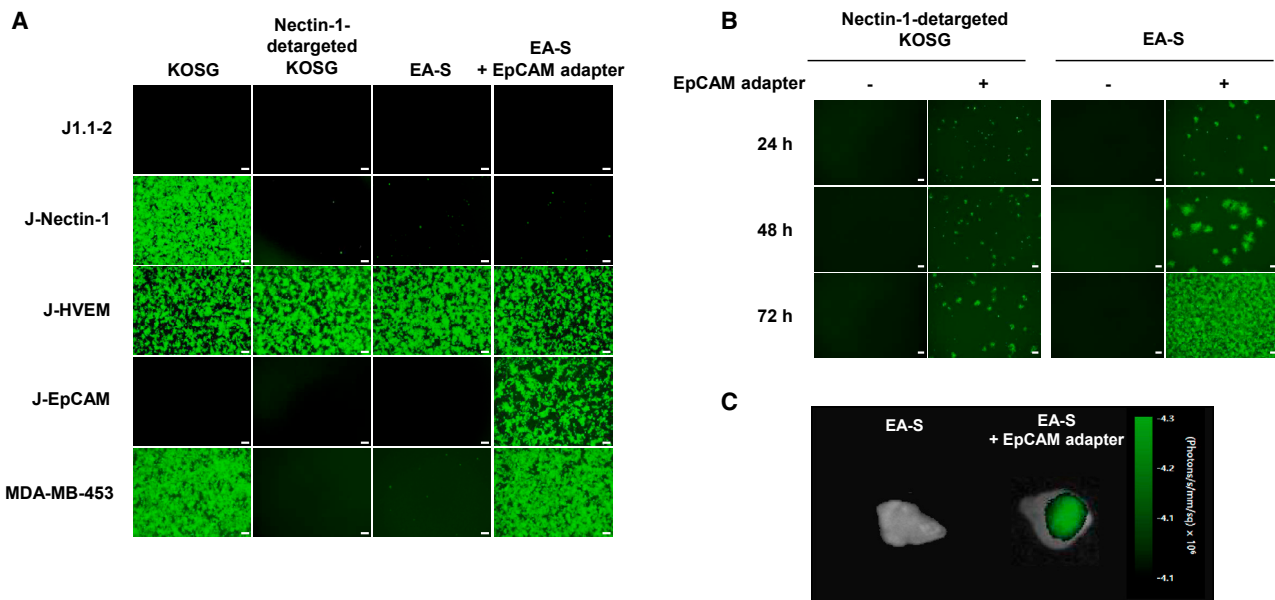 A
KOSG
Nectin-1-
detargeted
KOSG
EA-S
EA-S
+ EpCAM adapter
J1.1-2
J-Nectin-1
J-HVEM
J-EpCAM
MDA-MB-453
B
Nectin-1-detargeted
KOSG
EA-S
EpCAM adapter
- + - +
24 h
48 h
72 h
C
EA-S
EA-S
+ EpCAM adapter
-4.3
-4.2
-4.1
-4.1
(Photons/s/mm/sq) × 10⁶